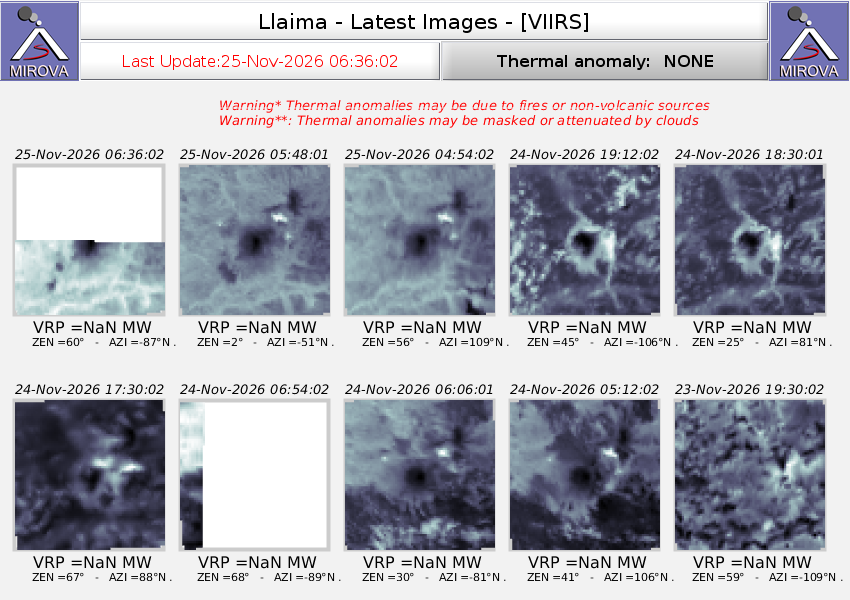 Llaima - Latest Images - [VIIRS]
MIROVA
Last Update:25-Nov-2026 06:36:02
Thermal anomaly: NONE
MIROVA
Warning* Thermal anomalies may be due to fires or non-volcanic sources
Warning**: Thermal anomalies may be masked or attenuated by clouds
25-Nov-2026 06:36:02 25-Nov-2026 05:48:01 25-Nov-2026 04:54:02 24-Nov-2026 19:12:02 24-Nov-2026 18:30:01
VRP =NaN MW VRP =NaN MW VRP =NaN MW VRP =NaN MW VRP =NaN MW
ZEN =60° - AZI =-87°N . ZEN =2° - AZI =-51°N . ZEN =56° - AZI =109°N . ZEN =45° - AZI =-106°N . ZEN =25° - AZI =81°N .
24-Nov-2026 17:30:02 24-Nov-2026 06:54:02 24-Nov-2026 06:06:01 24-Nov-2026 05:12:02 23-Nov-2026 19:30:02
VRP =NaN MW VRP =NaN MW VRP =NaN MW VRP =NaN MW VRP =NaN MW
ZEN =67° - AZI =88°N . ZEN =68° - AZI =-89°N . ZEN =30° - AZI =-81°N . ZEN =41° - AZI =106°N . ZEN =59° - AZI =-109°N .